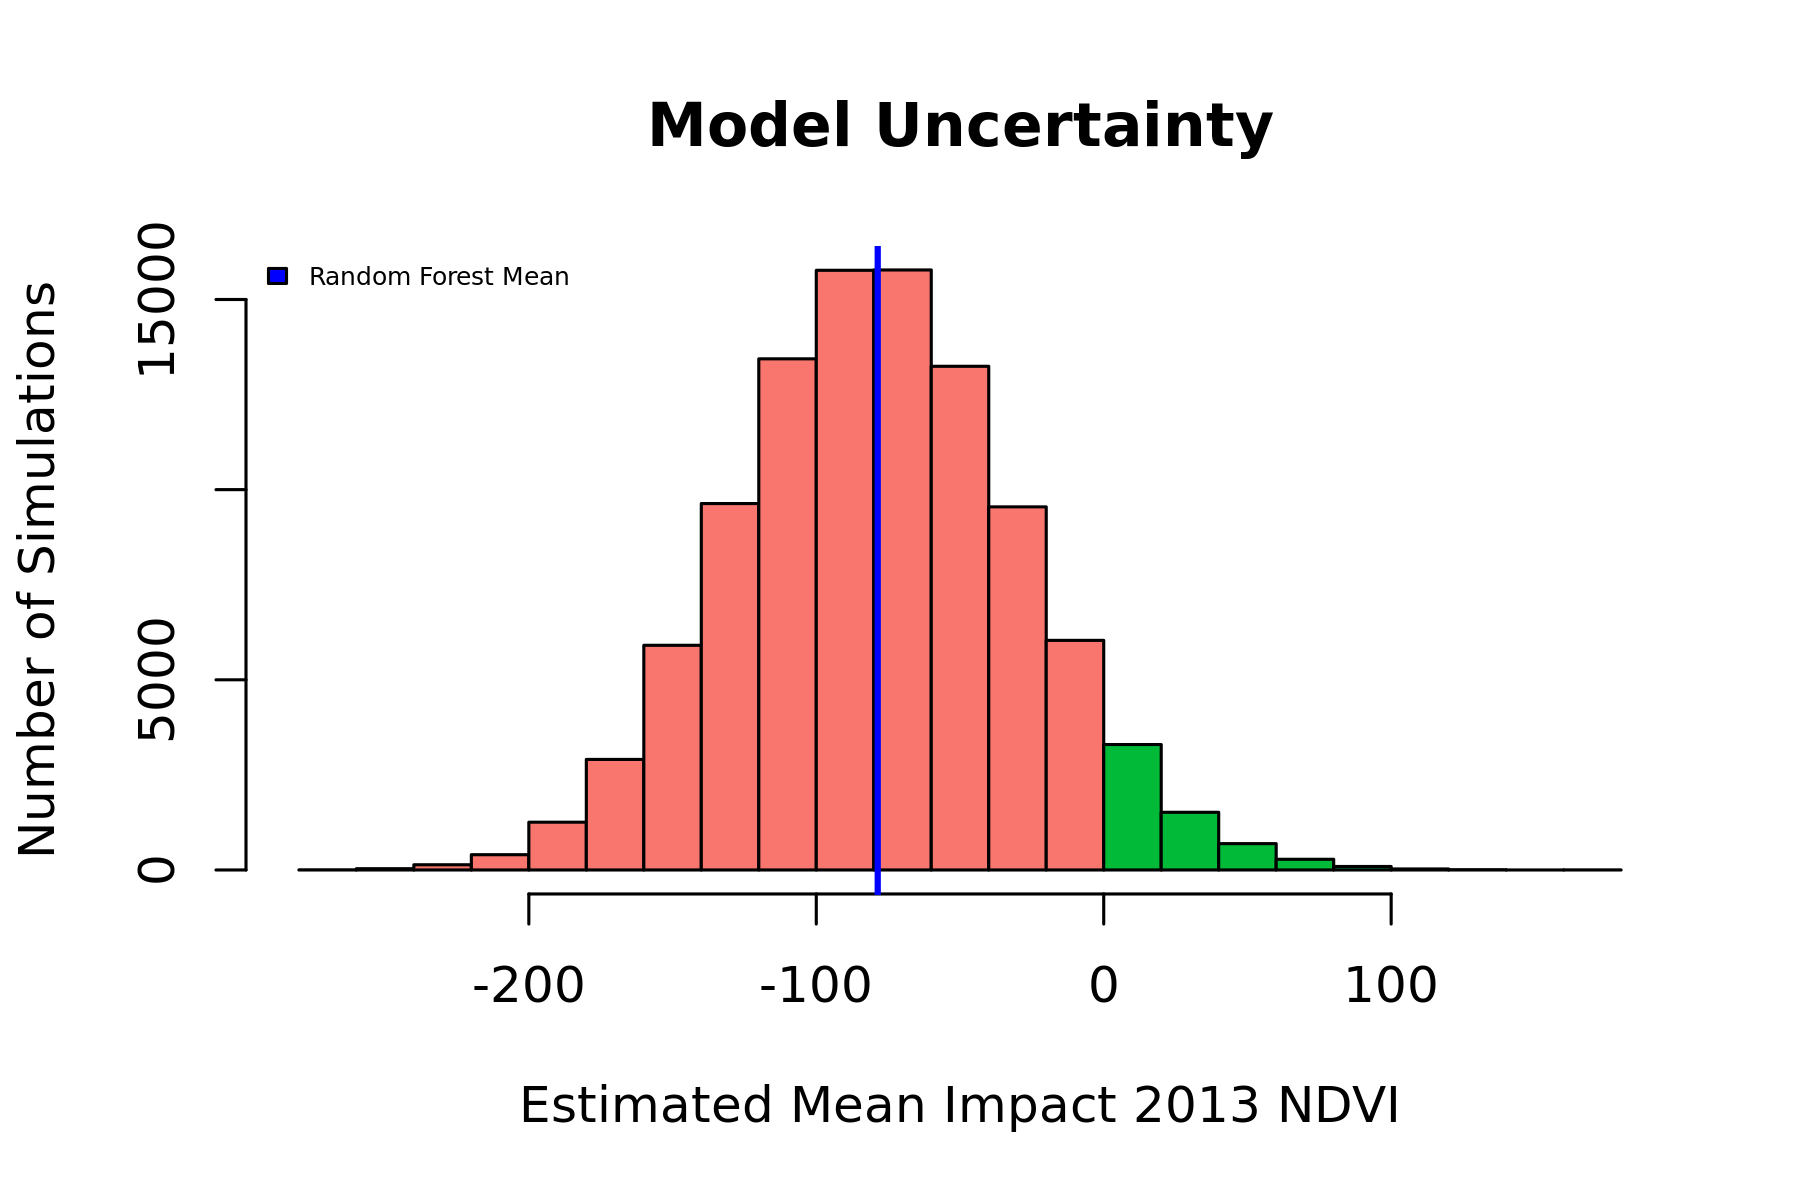 Model Uncertainty
Random Forest Mean
Number of Simulations
15000
5000
0
-200
-100
0
100
Estimated Mean Impact 2013 NDVI